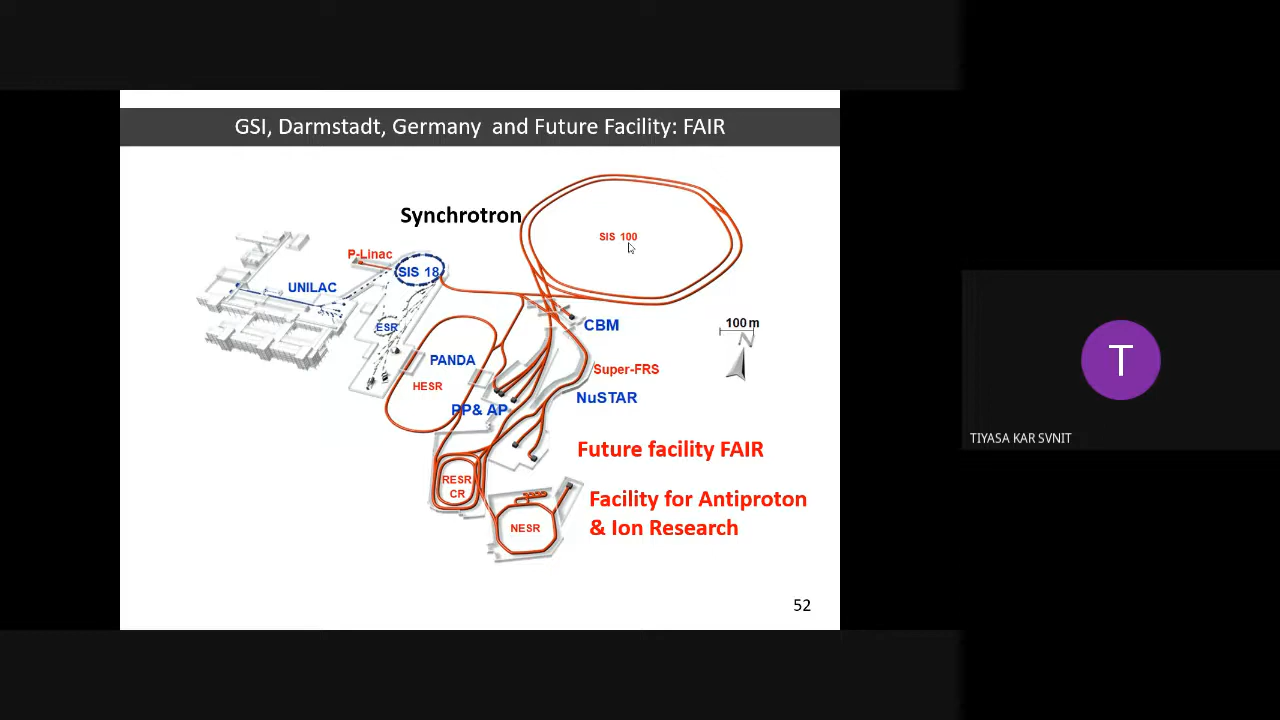 GSI, Darmstadt, Germany and Future Facility: FAIR
Synchrotron
SIS 100
P-Linac
SIS 18
UNILAC
ESR
CBM
100 m
N
PANDA
HESR
Super-FRS
NuSTAR
PP& AP
Future facility FAIR
RESR
CR
Facility for Antiproton
& Ion Research
NESR
52
T
TIYASA KAR SVNIT